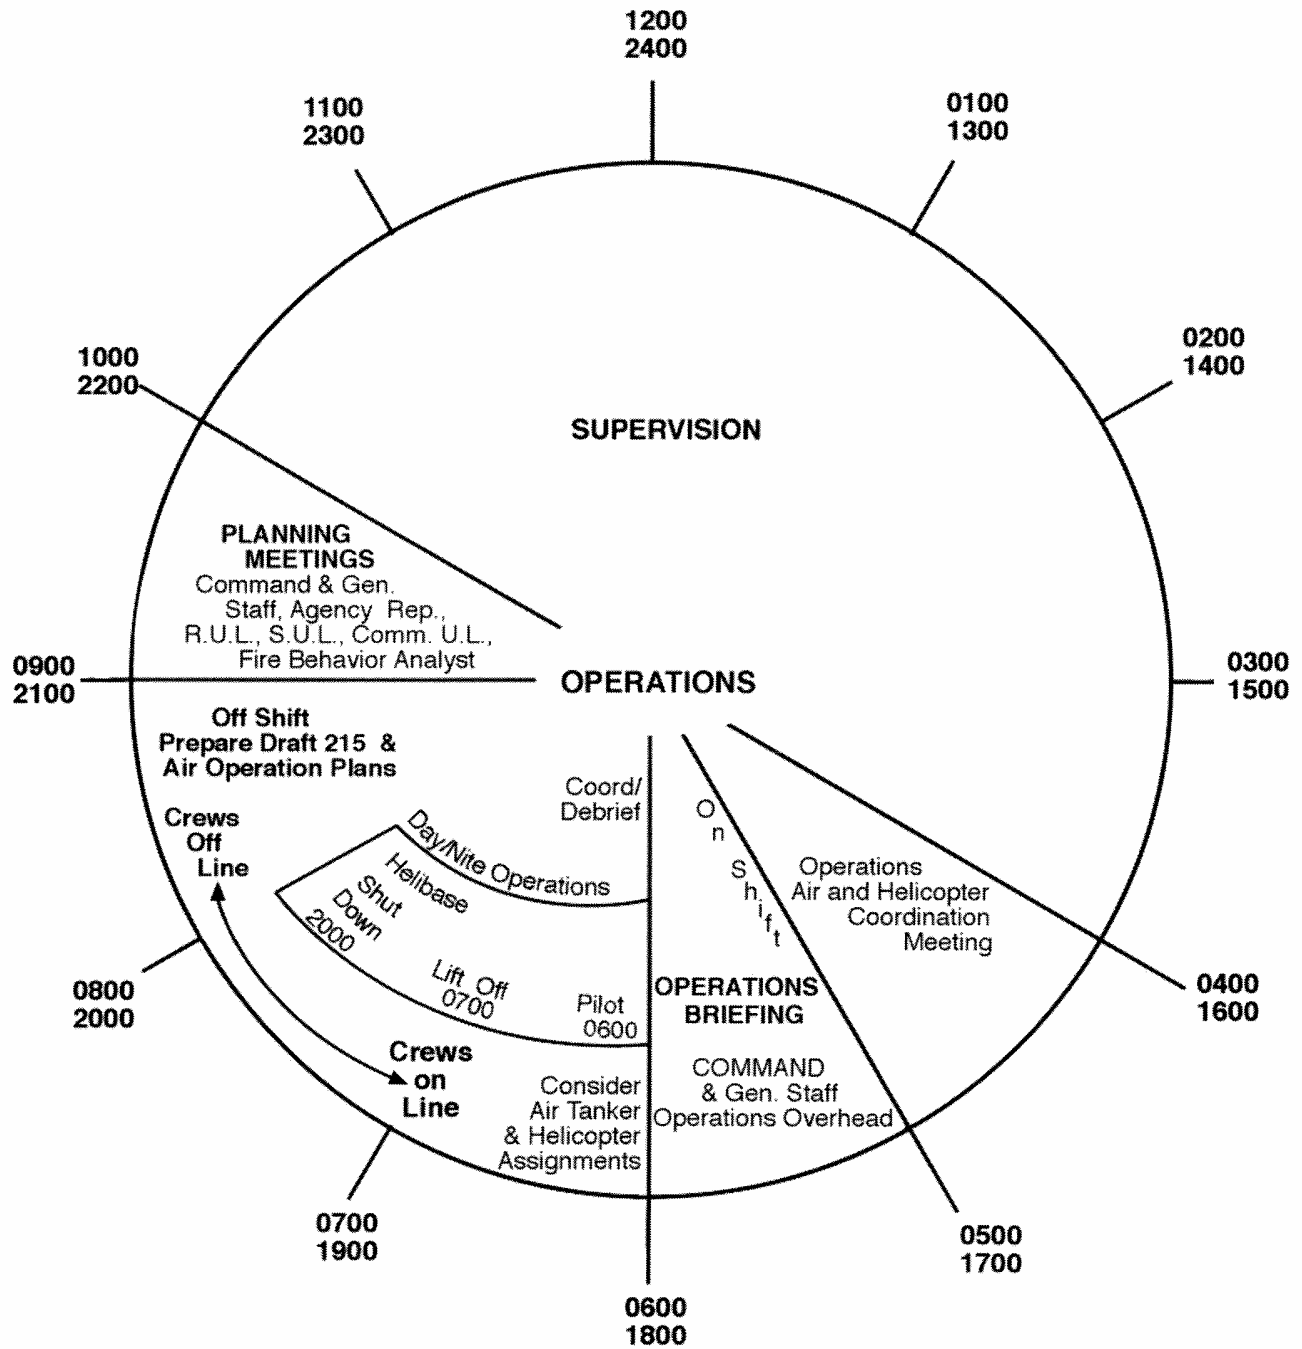 1200
2400
0100
1300
0200
1400
0300
1500
0400
1600
0500
1700
0600
1800
0700
1900
0800
2000
0900
2100
1000
2200
1100
2300
SUPERVISION
PLANNING
MEETINGS
Command & Gen.
Staff, Agency Rep.,
R.U.L., S.U.L., Comm. U.L.,
Fire Behavior Analyst
OPERATIONS
Off Shift
Prepare Draft 215 &
Air Operation Plans
Crews
Off
Line
Coord/
Debrief
Day/Nite Operations
Helibase
Shut
Down
2000
Lift Off
0700
Pilot
0600
Crews
on
Line
Consider
Air Tanker
& Helicopter
Assignments
On Shift
OPERATIONS
BRIEFING
COMMAND
& Gen. Staff
Operations Overhead
Operations
Air and Helicopter
Coordination
Meeting